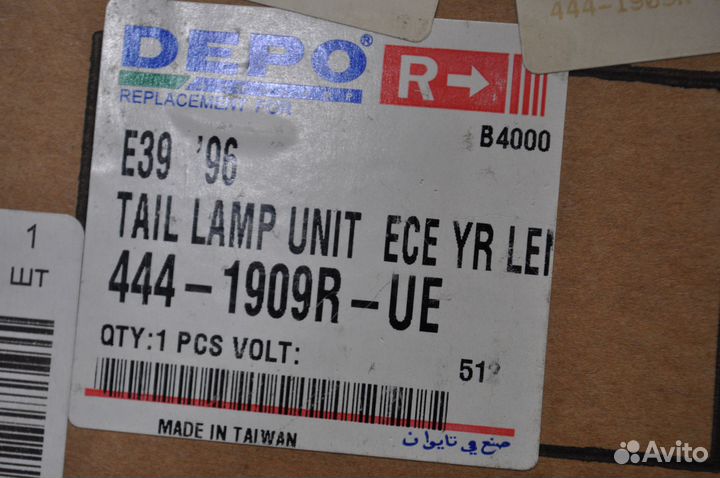 444-1909R
DEPO®
REPLACEMENT FOR
R→
B4000
E39 '96
TAIL LAMP UNIT ECE YR LEN
444-1909R-UE
QTY:1 PCS VOLT:
51?
MADE IN TAIWAN
صنع في تايوان
1
шт
Avito